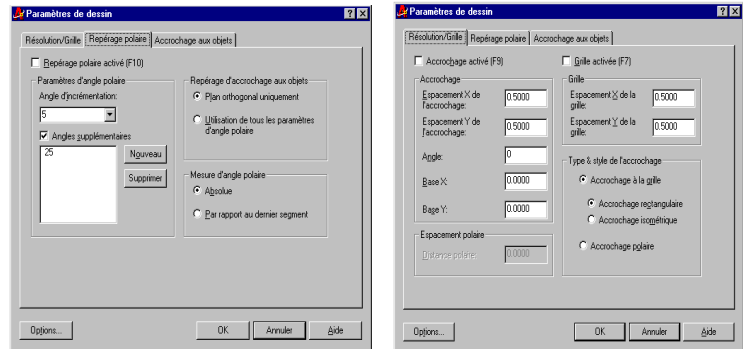 Paramètres de dessin
Résolution/Grille
Repérage polaire
Accrochage aux objets
Repérage polaire activé (F10)
Paramètres d'angle polaire
Angle d'incrémentation:
5
Angles supplémentaires
25
Nouveau
Supprimer
Repérage d'accrochage aux objets
Plan orthogonal uniquement
Utilisation de tous les paramètres
d'angle polaire
Mesure d'angle polaire
Absolue
Par rapport au dernier segment
Options...
OK
Annuler
Aide
Paramètres de dessin
Résolution/Grille
Repérage polaire
Accrochage aux objets
Accrochage activé (F9)
Accrochage
Espacement X de
l'accrochage:
0.5000
Espacement Y de
l'accrochage:
0.5000
Angle:
0
Base X:
0.0000
Base Y:
0.0000
Espacement polaire
Distance polaire:
0.0000
Grille activée (F7)
Grille
Espacement X de la
grille:
0.5000
Espacement Y de la
grille:
0.5000
Type & style de l'accrochage
Accrochage à la grille
Accrochage rectangulaire
Accrochage isométrique
Accrochage polaire
Options...
OK
Annuler
Aide